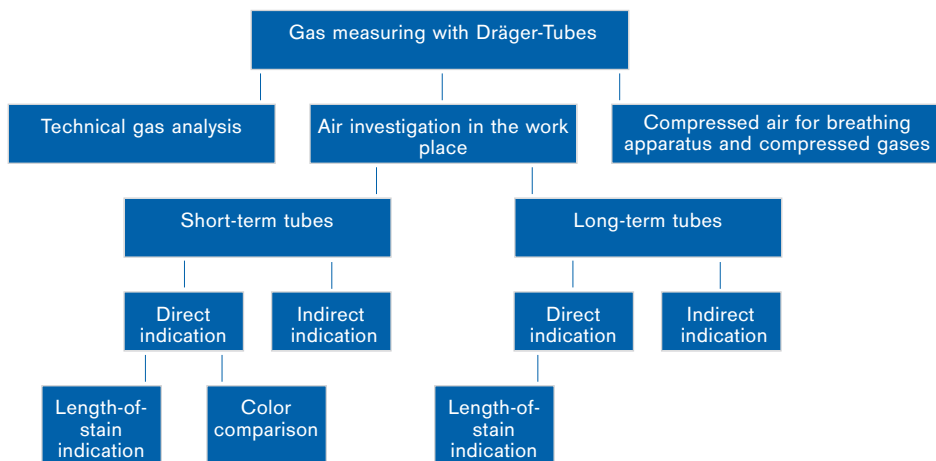 Gas measuring with Dräger-Tubes
Technical gas analysis
Air investigation in the work
place
Compressed air for breathing
apparatus and compressed gases
Short-term tubes
Long-term tubes
Direct
indication
Indirect
indication
Direct
indication
Indirect
indication
Length-of-
stain
indication
Color
comparison
Length-of-
stain
indication